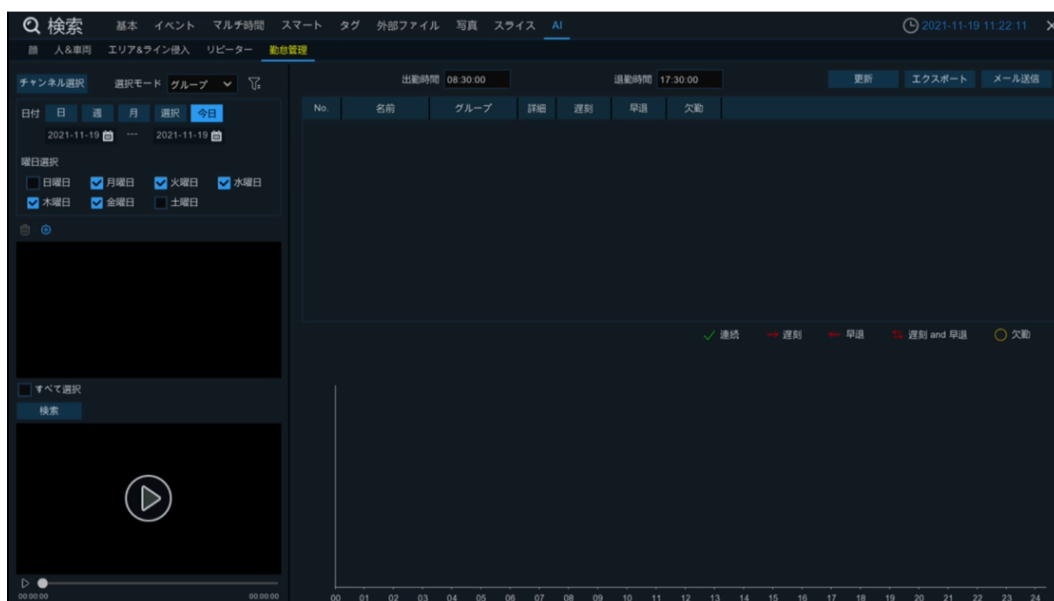 検索 基本 イベント マルチ時間 スマート タグ 外部ファイル 写真 スライス AI 2021-11-19 11:22:11
顔 人&車両 エリア&ライン侵入 リピーター 勤怠管理
チャンネル選択 選択モード グループ
日付 日 週 月 選択 今日
2021-11-19 --- 2021-11-19
曜日選択
日曜日 月曜日 火曜日 水曜日
木曜日 金曜日 土曜日
すべて選択
検索
00:00:00 00:00:00
出勤時間 08:30:00 退勤時間 17:30:00 更新 エクスポート メール送信
No. 名前 グループ 詳細 遅刻 早退 欠勤
連続 遅刻 早退 遅刻 and 早退 欠勤
00 01 02 03 04 05 06 07 08 09 10 11 12 13 14 15 16 17 18 19 20 21 22 23 24